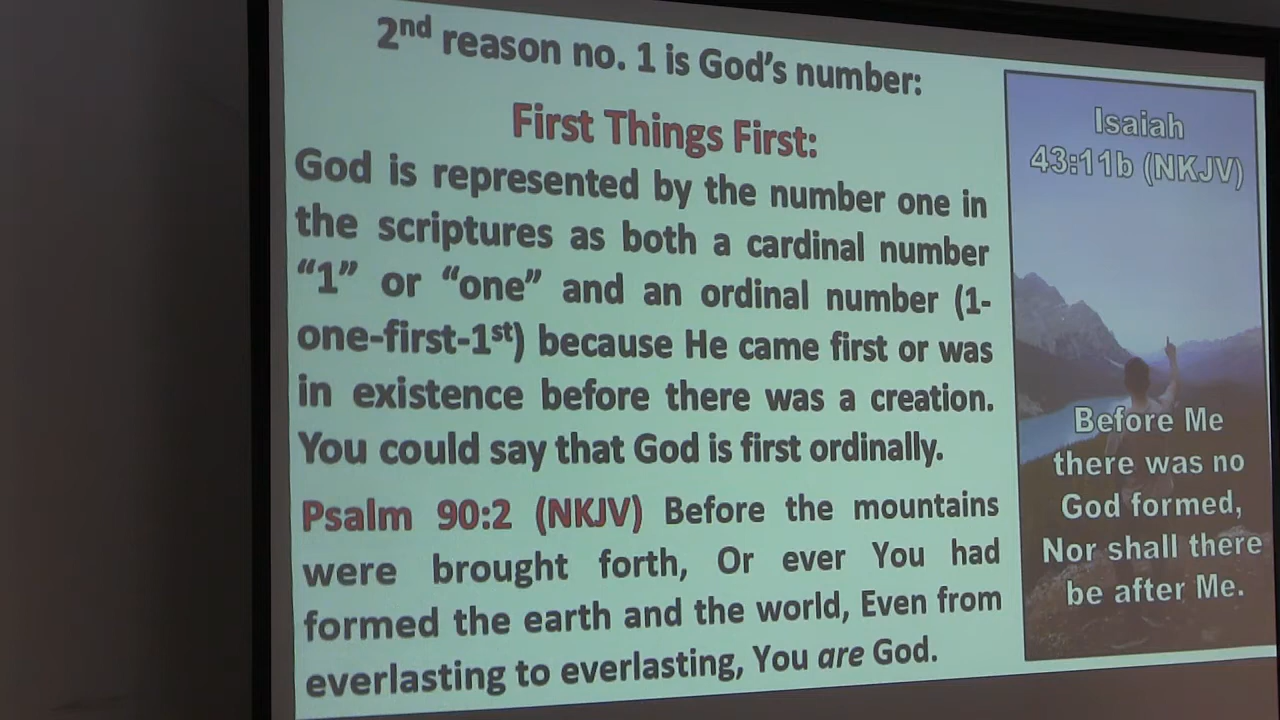 2nd reason no. 1 is God's number:
First Things First:
God is represented by the number one in
the scriptures as both a cardinal number
“1” or “one” and an ordinal number (1-
one-first-1st) because He came first or was
in existence before there was a creation.
You could say that God is first ordinally.
Psalm 90:2 (NKJV) Before the mountains
were brought forth, Or ever You had
formed the earth and the world, Even from
everlasting to everlasting, You are God.
Isaiah
43:11b (NKJV)
Before Me
there was no
God formed,
Nor shall there
be after Me.